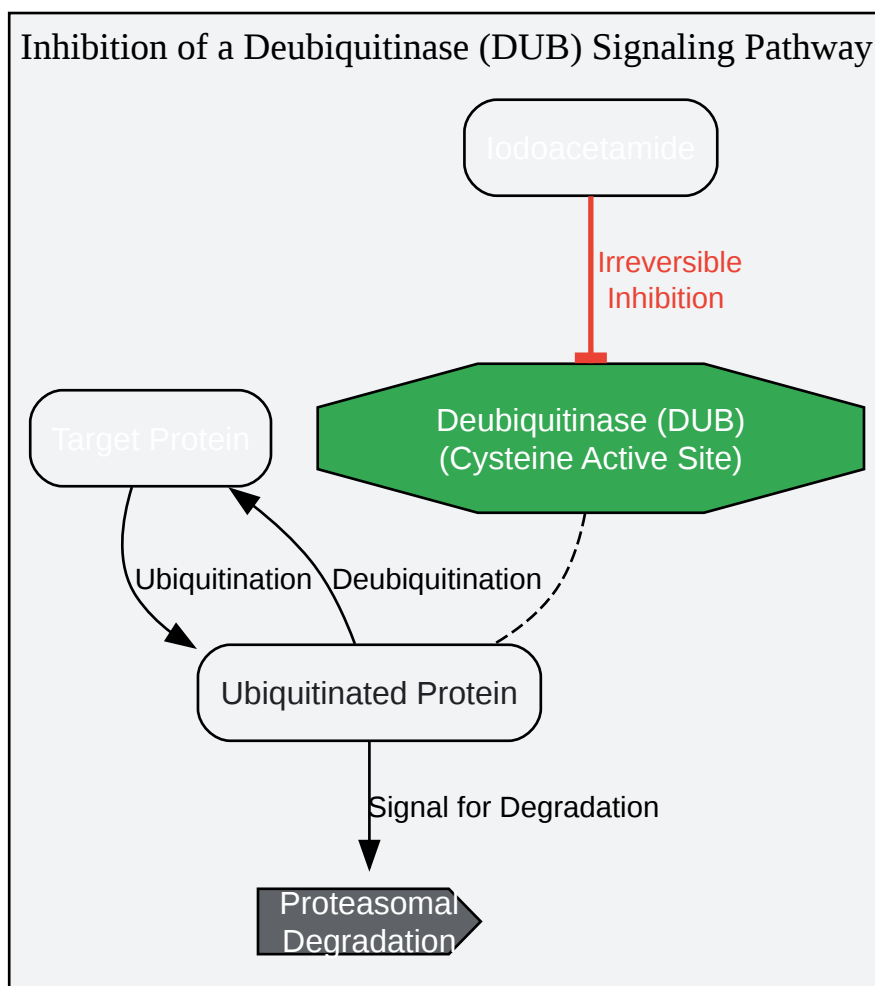 Inhibition of a Deubiquitinase (DUB) Signaling Pathway
Iodoacetamide
Irreversible
Inhibition
Deubiquitinase (DUB)
(Cysteine Active Site)
Target Protein
Ubiquitination
Deubiquitination
Ubiquitinated Protein
Signal for Degradation
Proteasomal
Degradation